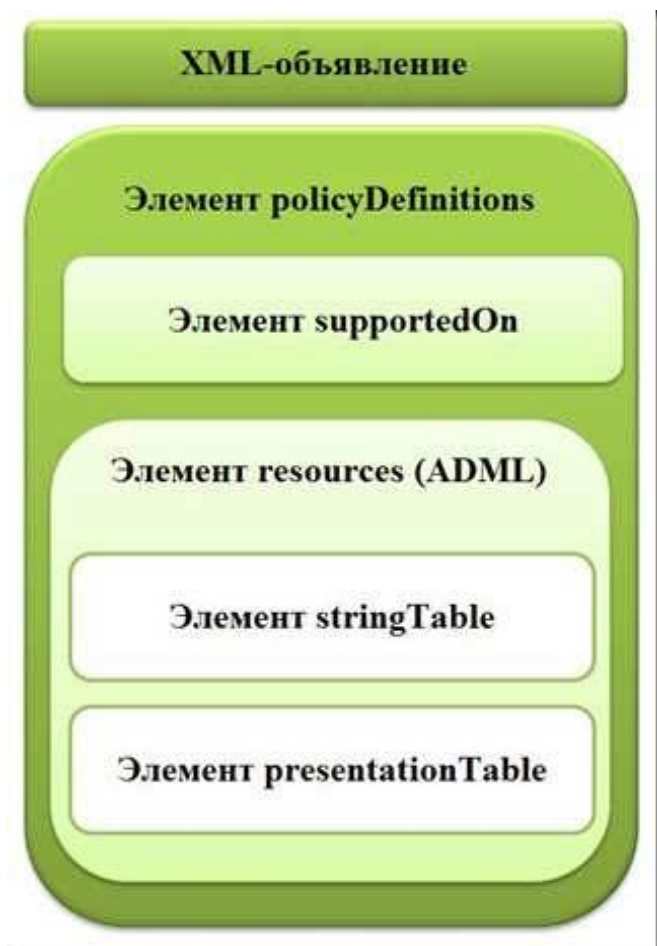 XML-объявление
Элемент policyDefinitions
Элемент supportedOn
Элемент resources (ADML)
Элемент stringTable
Элемент presentationTable